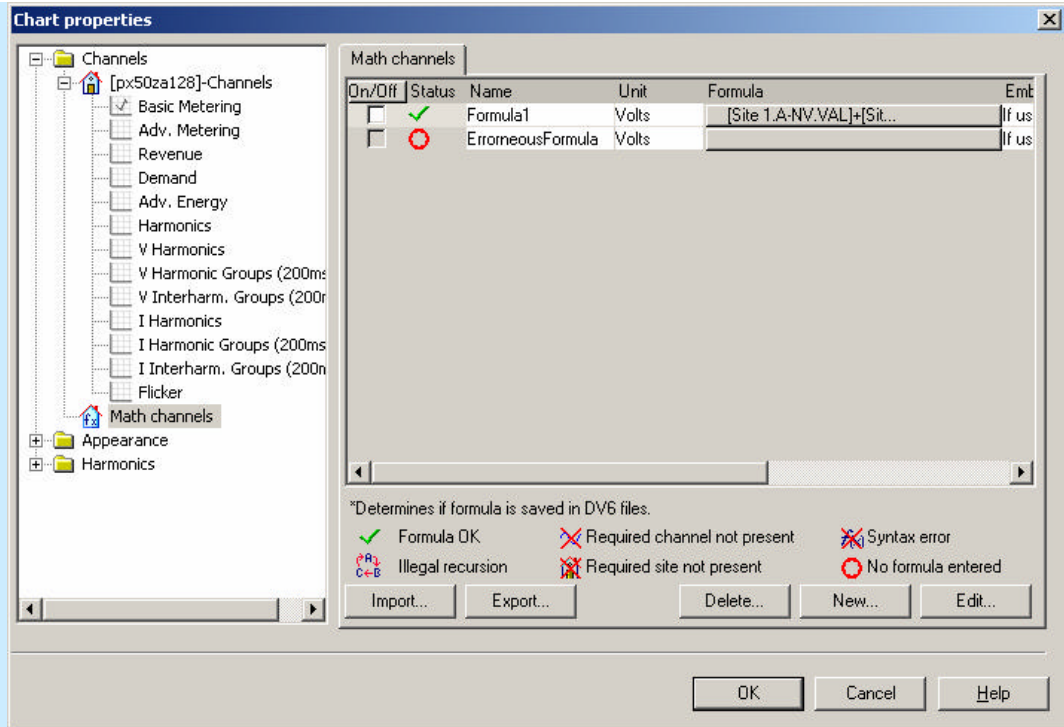 Chart properties
Channels
[px50za128]-Channels
Basic Metering
Adv. Metering
Revenue
Demand
Adv. Energy
Harmonics
V Harmonics
V Harmonic Groups (200ms
V Interharm. Groups (200m
I Harmonics
I Harmonic Groups (200ms
I Interharm. Groups (200m
Flicker
fx Math channels
Appearance
Harmonics
Math channels
On/Off Status Name Unit Formula Emb
Formula1 Volts [Site 1.A-NV.VAL]+[Sit... If us
ErrorneousFormula Volts If us
*Determines if formula is saved in DV6 files.
Formula OK Required channel not present Syntax error
A C B Illegal recursion Required site not present No formula entered
Import... Export... Delete... New... Edit...
OK Cancel Help